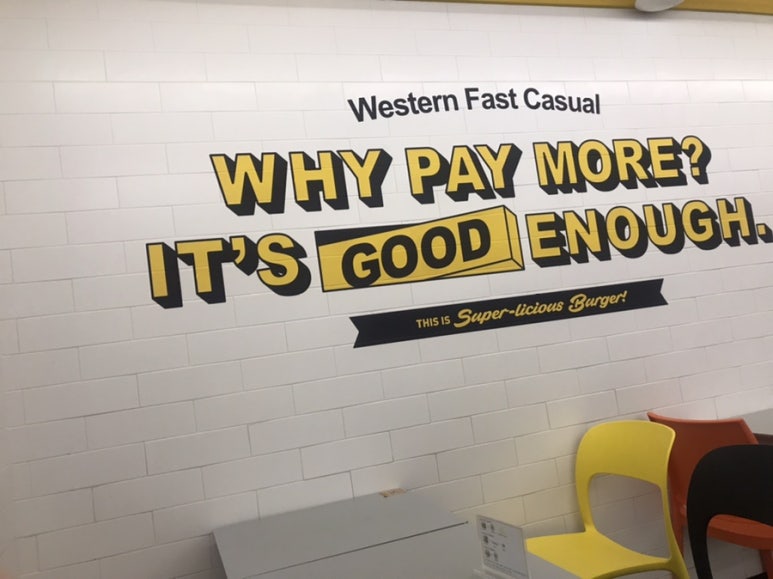 Western Fast Casual
WHY PAY MORE?
IT'S GOOD ENOUGH.
THIS IS Super-licious Burger!